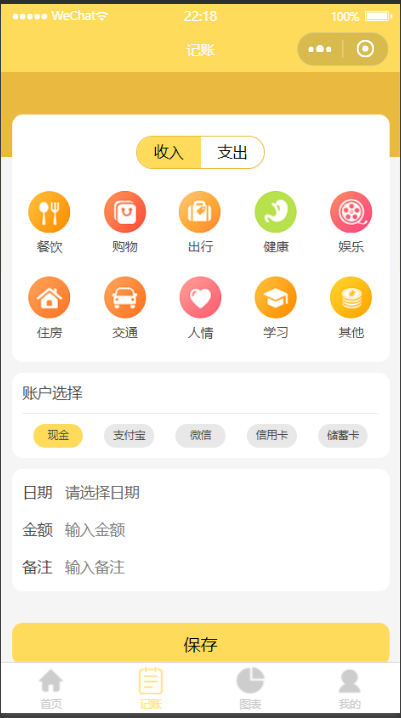 WeChat 22:18 100%
记账
收入 支出
餐饮 购物 出行 健康 娱乐
住房 交通 人情 学习 其他
账户选择
现金 支付宝 微信 信用卡 储蓄卡
日期 请选择日期
金额 输入金额
备注 输入备注
保存
首页 记账 图表 我的